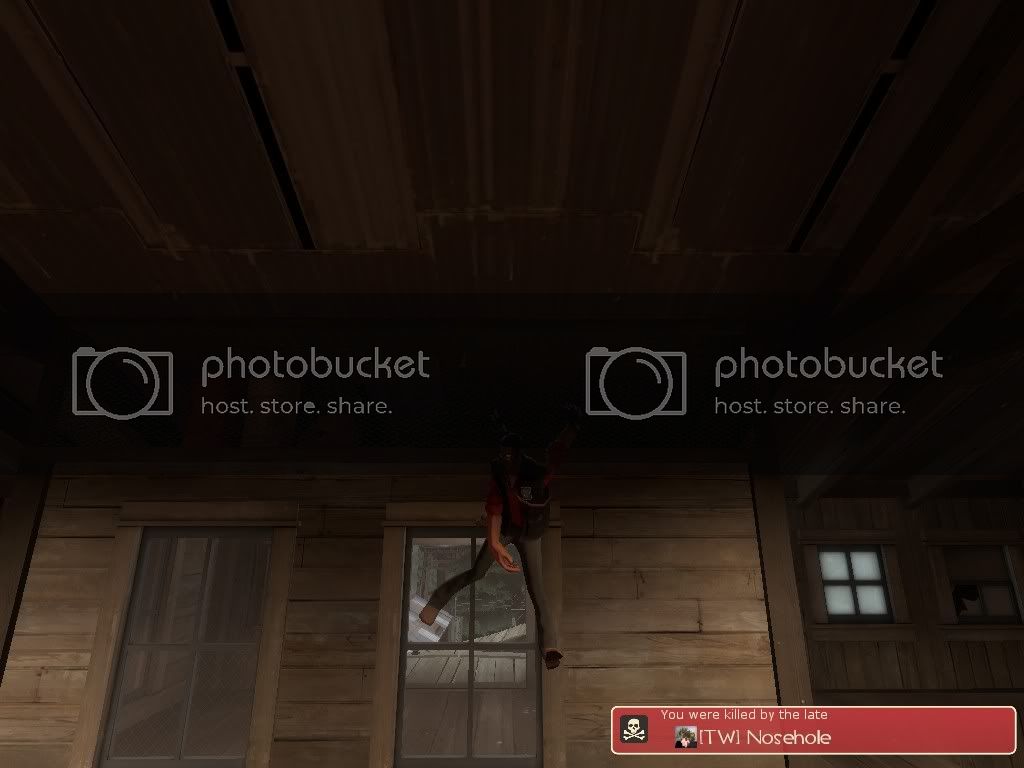 photobucket photobucket
host. store. share. host. store. share.
You were killed by the late
[TW] Nosehole